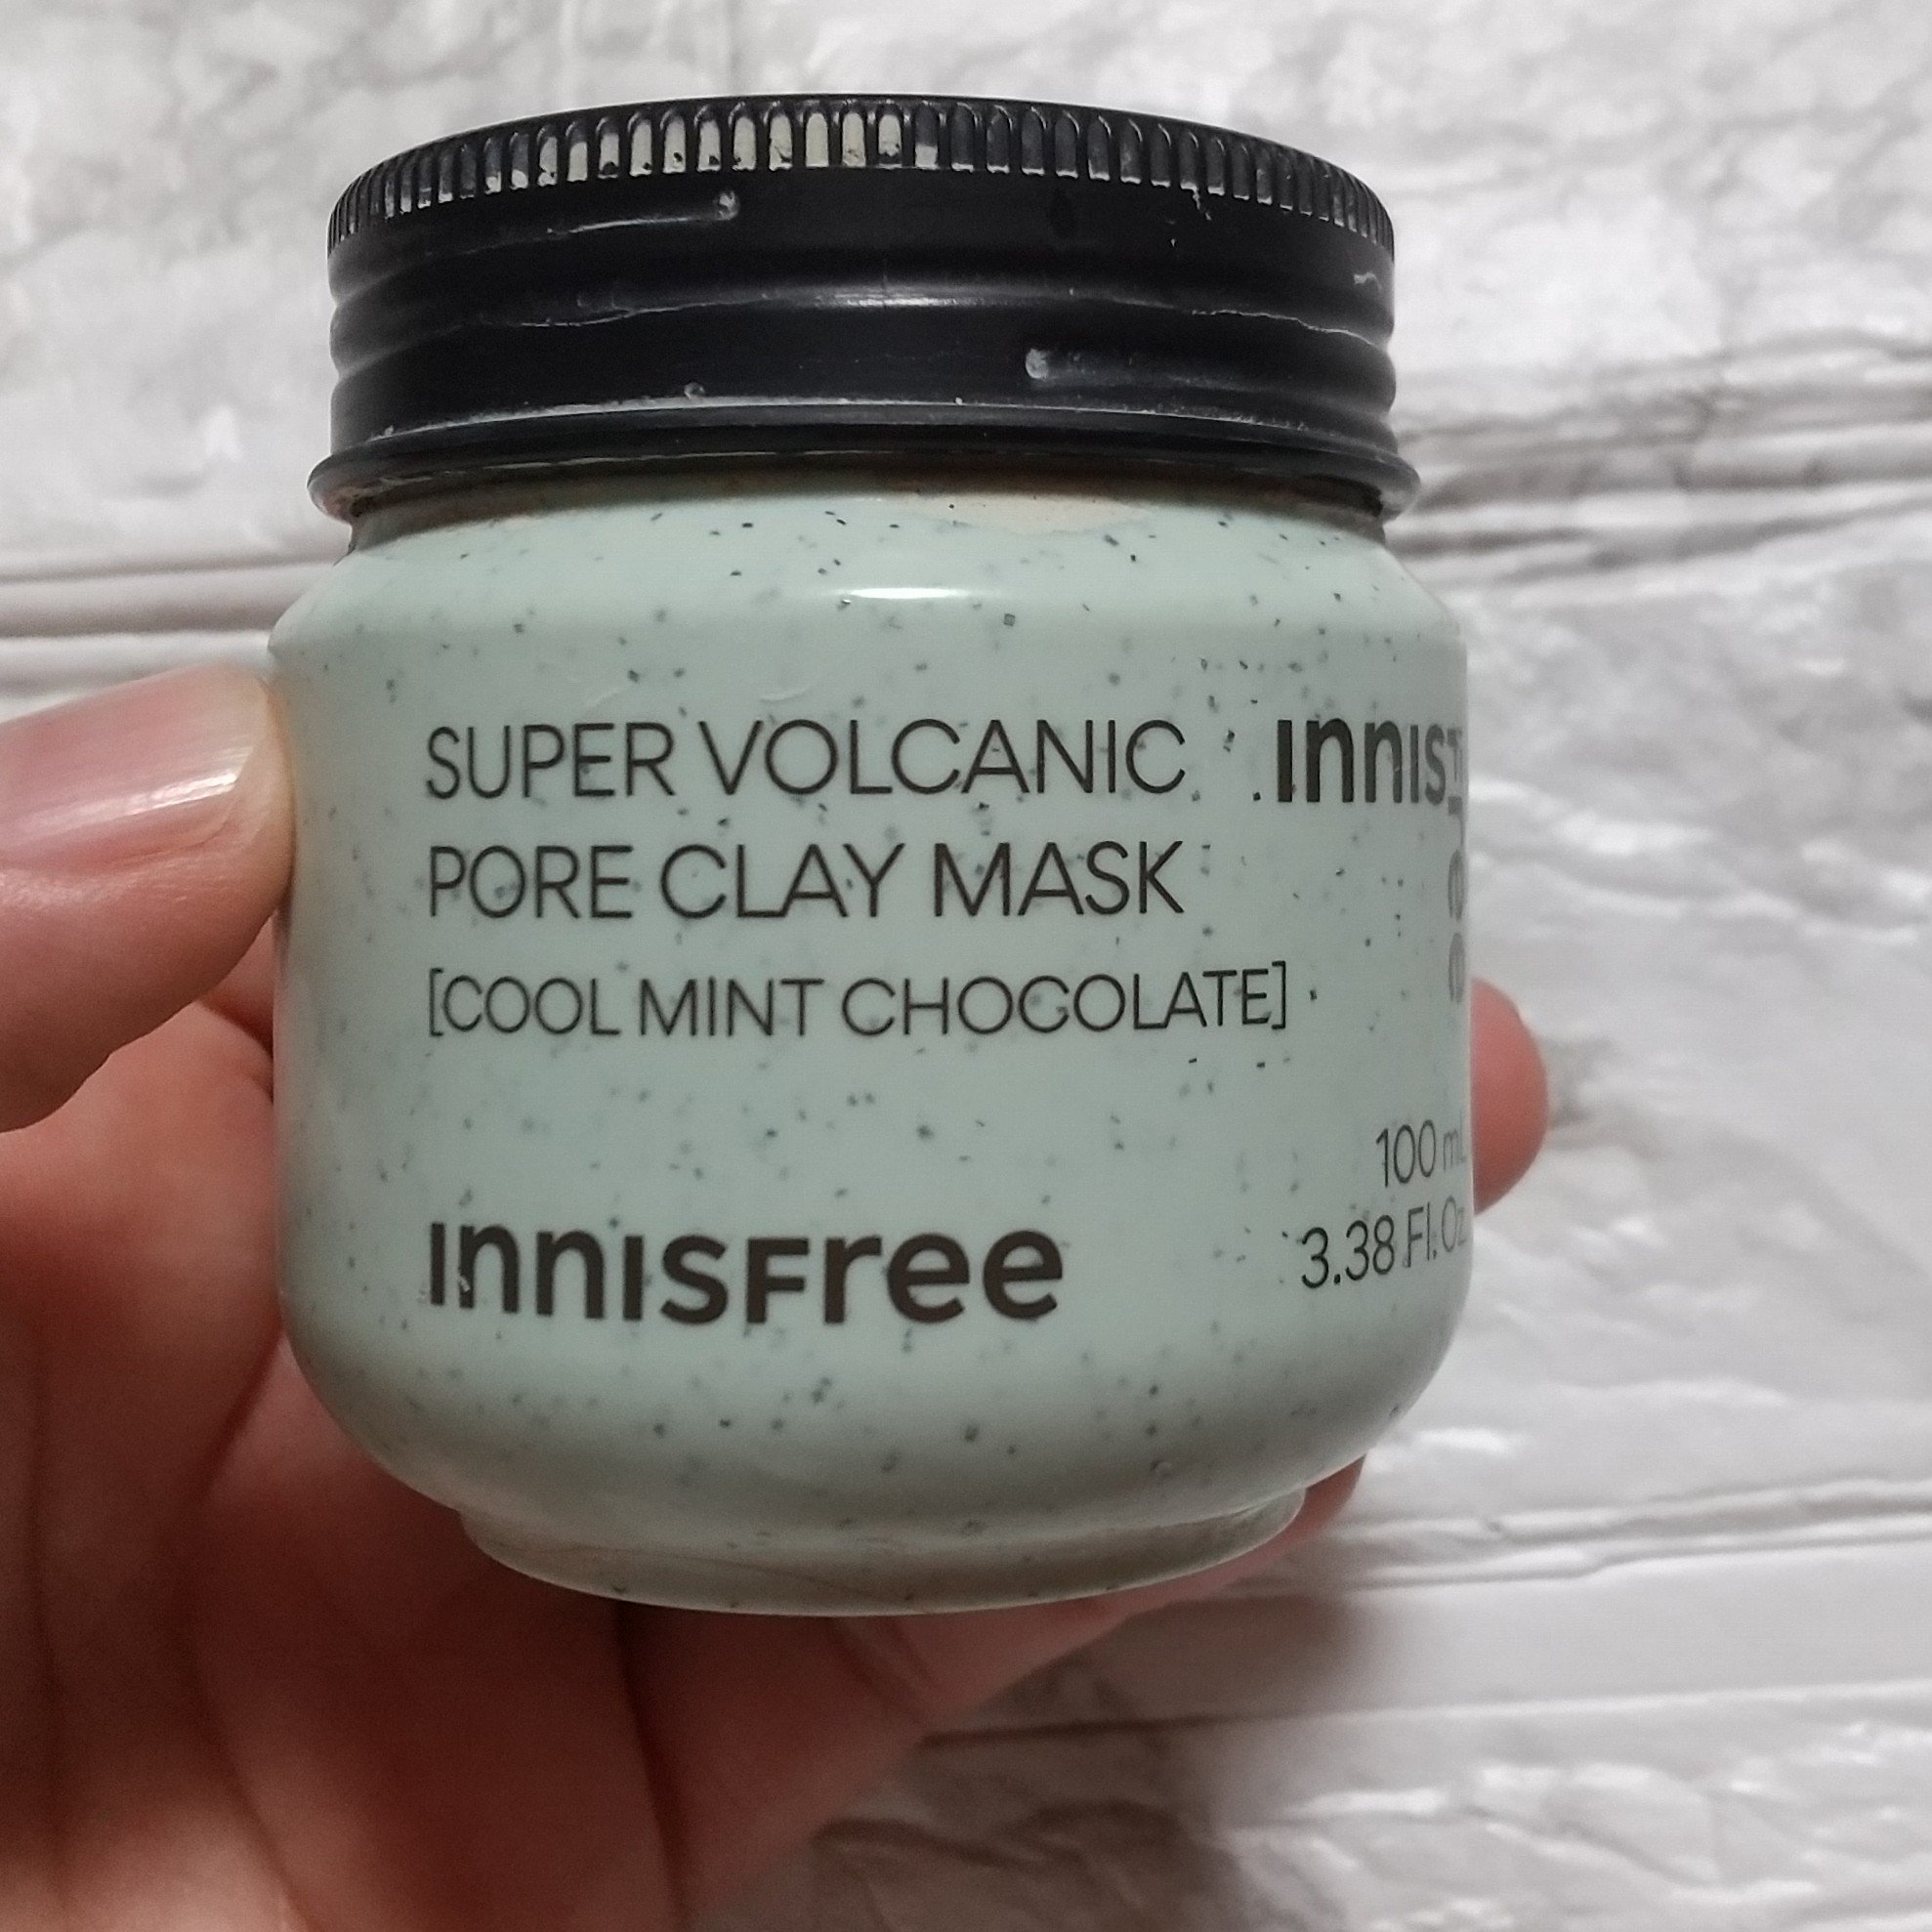 SUPER VOLCANIC
PORE CLAY MASK
[COOL MINT CHOCOLATE]
INNISFREE
100 mL
3.38 Fl. Oz.